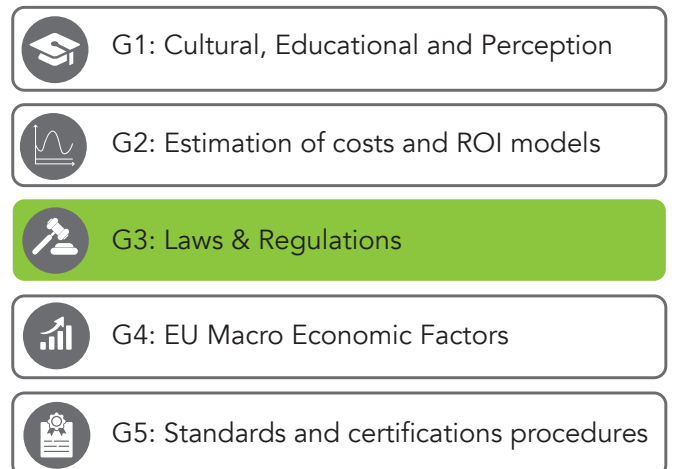 G1: Cultural, Educational and Perception
G2: Estimation of costs and ROI models
G3: Laws & Regulations
G4: EU Macro Economic Factors
G5: Standards and certifications procedures